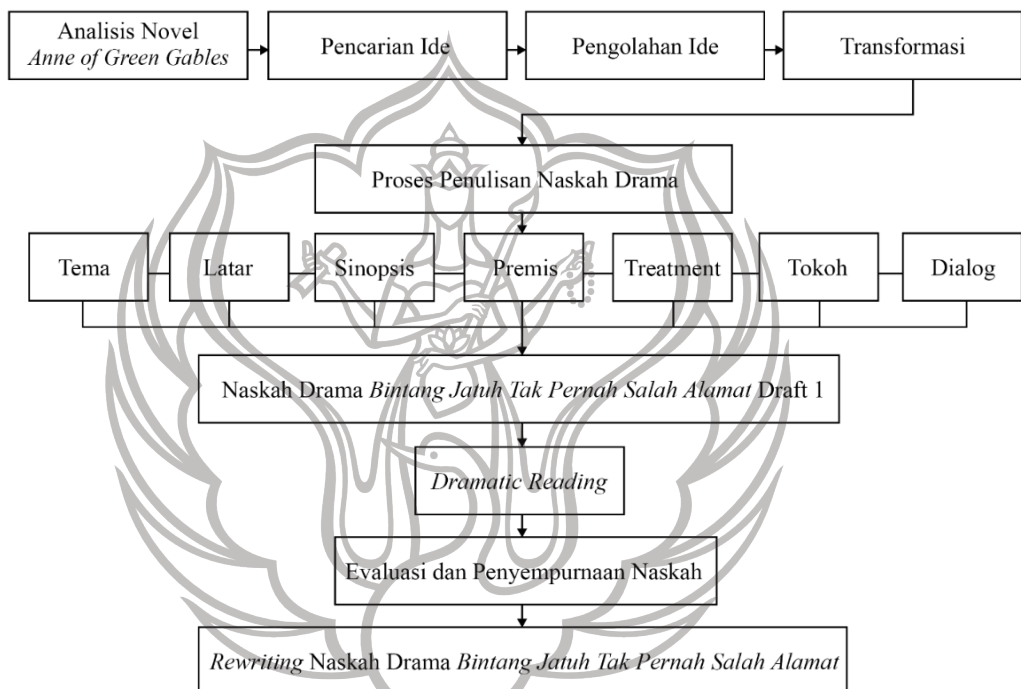 Analisis Novel
Anne of Green Gables
Pencarian Ide
Pengolahan Ide
Transformasi
Proses Penulisan Naskah Drama
Tema
Latar
Sinopsis
Premis
Treatment
Tokoh
Dialog
Naskah Drama Bintang Jatuh Tak Pernah Salah Alamat Draft 1
Dramatic Reading
Evaluasi dan Penyempurnaan Naskah
Rewriting Naskah Drama Bintang Jatuh Tak Pernah Salah Alamat